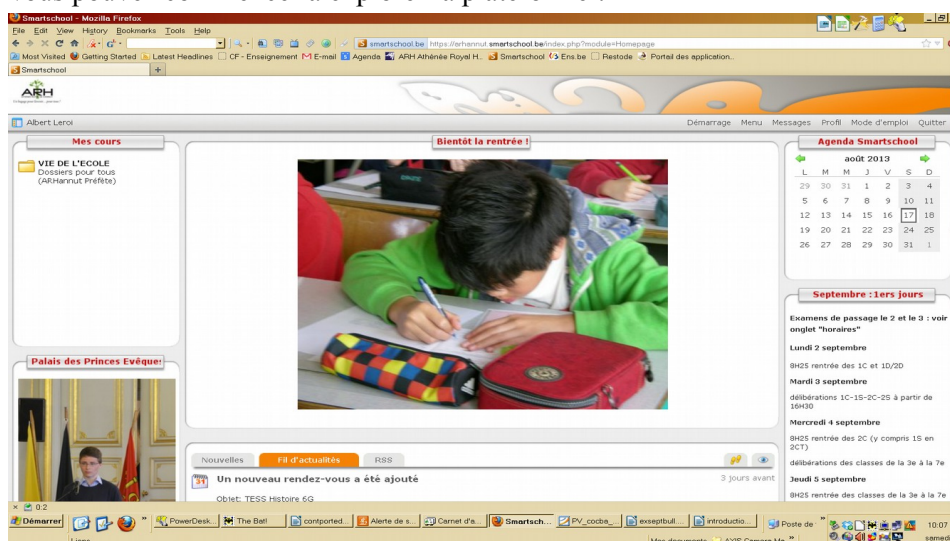 Smartschool - Mozilla Firefox
File Edit View History Bookmarks Tools Help
smartschool.be https://arhannut.smartschool.be/index.php?module=Homepage
Most Visited Getting Started Latest Headlines CF - Enseignement E-mail Agenda ARH Athénée Royal H.. Smartschool Ens.be Restode Portail des application..
Smartschool +
ARH
Albert Leroi Démarrage Menu Messages Profil Mode d'emploi Quitter
Mes cours
VIE DE L'ECOLE
Dossiers pour tous
(ARHannut Préfète)
Palais des Princes Evêque
Bientôt la rentrée !
Nouvelles Fil d'actualités RSS
31 Un nouveau rendez-vous a été ajouté 3 jours avant
Objet: TESS Histoire 6G
Agenda Smartschool
août 2013
L M M J V S D
29 30 31 1 2 3 4
5 6 7 8 9 10 11
12 13 14 15 16 17 18
19 20 21 22 23 24 25
26 27 28 29 30 31 1
Septembre :1ers jours
Examens de passage le 2 et le 3 : voir
onglet "horaires"
Lundi 2 septembre
8H25 rentrée des 1C et 1D/2D
Mardi 3 septembre
délibérations 1C-1S-2C-2S à partir de
16H30
Mercredi 4 septembre
8H25 rentrée des 2C (y compris 1S en
2CT)
délibérations des classes de la 3e à la 7e
Jeudi 5 septembre
8H25 rentrée des classes de la 3e à la 7e
× 0:2
Démarrer » PowerDesk... The Bat! contported... Alerte de s... Carnet d'a... Smartsch... PV_cocba_... exseptbull... introductio... Poste de » 10:07